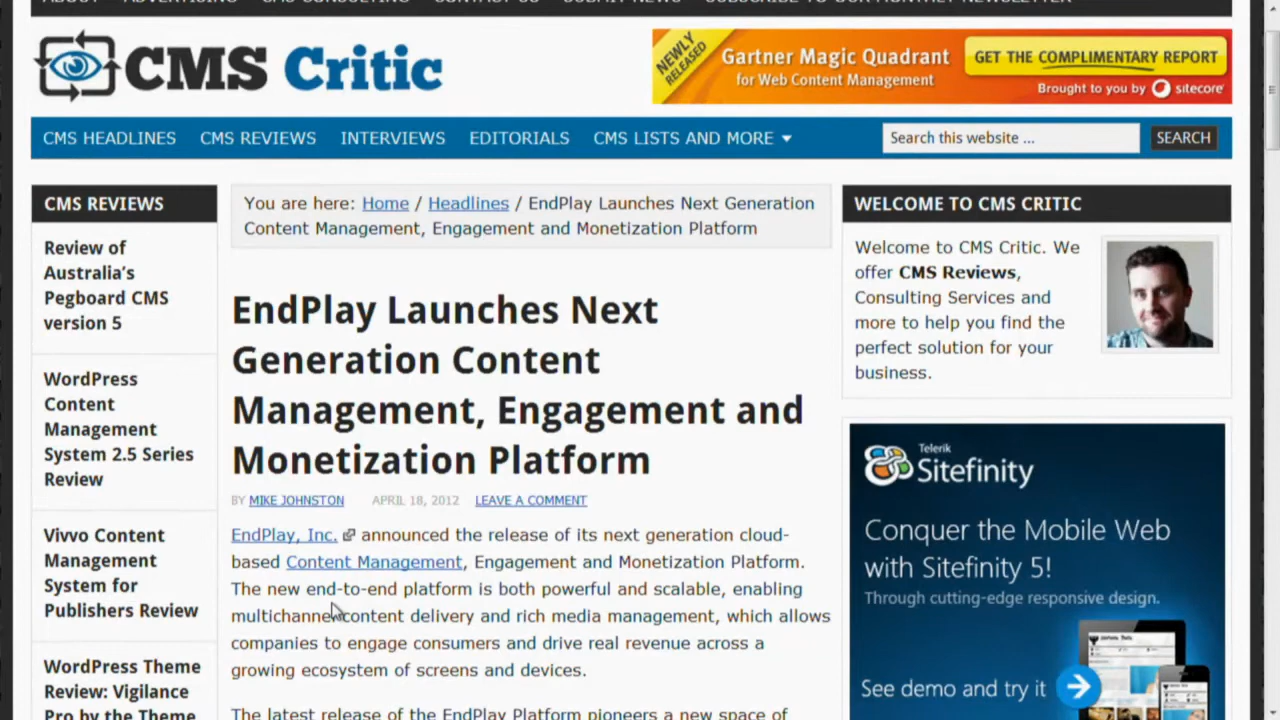 ABOUT ADVERTISING CMS CONSULTING CONTACT US SUBMIT NEWS SUBSCRIBE TO OUR MONTHLY NEWSLETTER
CMS Critic
NEWLY RELEASED
Gartner Magic Quadrant
for Web Content Management
GET THE COMPLIMENTARY REPORT
Brought to you by sitecore
CMS HEADLINES CMS REVIEWS INTERVIEWS EDITORIALS CMS LISTS AND MORE
Search this website ...
SEARCH
CMS REVIEWS
Review of
Australia's
Pegboard CMS
version 5
WordPress
Content
Management
System 2.5 Series
Review
Vivvo Content
Management
System for
Publishers Review
WordPress Theme
Review: Vigilance
Pro by the Theme
You are here: Home / Headlines / EndPlay Launches Next Generation
Content Management, Engagement and Monetization Platform
EndPlay Launches Next
Generation Content
Management, Engagement and
Monetization Platform
BY MIKE JOHNSTON APRIL 18, 2012 LEAVE A COMMENT
EndPlay, Inc. announced the release of its next generation cloud-
based Content Management, Engagement and Monetization Platform.
The new end-to-end platform is both powerful and scalable, enabling
multichannel content delivery and rich media management, which allows
companies to engage consumers and drive real revenue across a
growing ecosystem of screens and devices.
The latest release of the EndPlay Platform pioneers a new space of
WELCOME TO CMS CRITIC
Welcome to CMS Critic. We
offer CMS Reviews,
Consulting Services and
more to help you find the
perfect solution for your
business.
Telerik
Sitefinity
Conquer the Mobile Web
with Sitefinity 5!
Through cutting-edge responsive design.
See demo and try it